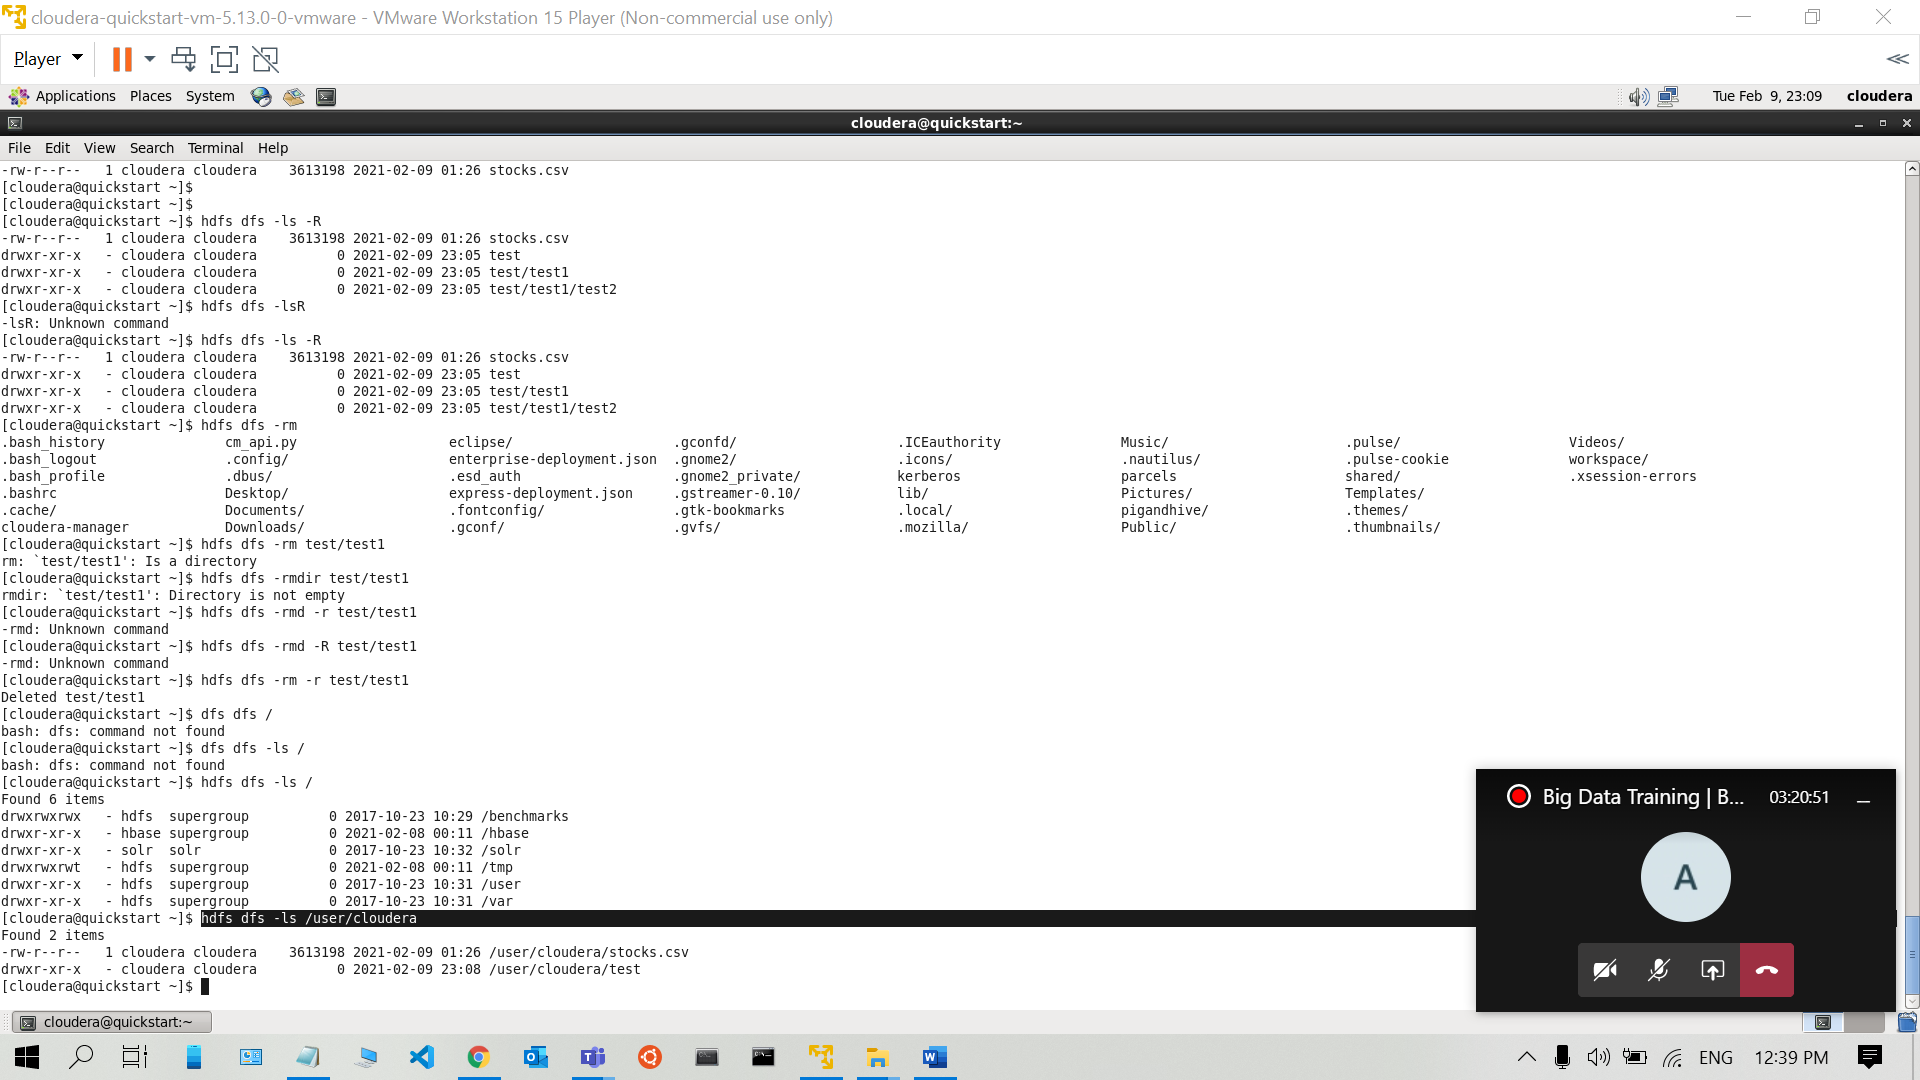 cloudera-quickstart-vm-5.13.0-0-vmware - VMware Workstation 15 Player (Non-commercial use only)
Player
Applications Places System Tue Feb 9, 23:09 cloudera
cloudera@quickstart:~
File Edit View Search Terminal Help
-rw-r--r--   1 cloudera cloudera    3613198 2021-02-09 01:26 stocks.csv
[cloudera@quickstart ~]$
[cloudera@quickstart ~]$
[cloudera@quickstart ~]$ hdfs dfs -ls -R
-rw-r--r--   1 cloudera cloudera    3613198 2021-02-09 01:26 stocks.csv
drwxr-xr-x   - cloudera cloudera          0 2021-02-09 23:05 test
drwxr-xr-x   - cloudera cloudera          0 2021-02-09 23:05 test/test1
drwxr-xr-x   - cloudera cloudera          0 2021-02-09 23:05 test/test1/test2
[cloudera@quickstart ~]$ hdfs dfs -lsR
-lsR: Unknown command
[cloudera@quickstart ~]$ hdfs dfs -ls -R
-rw-r--r--   1 cloudera cloudera    3613198 2021-02-09 01:26 stocks.csv
drwxr-xr-x   - cloudera cloudera          0 2021-02-09 23:05 test
drwxr-xr-x   - cloudera cloudera          0 2021-02-09 23:05 test/test1
drwxr-xr-x   - cloudera cloudera          0 2021-02-09 23:05 test/test1/test2
[cloudera@quickstart ~]$ hdfs dfs -rm
.bash_history cm_api.py eclipse/ .gconfd/ .ICEauthority Music/ .pulse/ Videos/
.bash_logout .config/ enterprise-deployment.json .gnome2/ .icons/ .nautilus/ .pulse-cookie workspace/
.bash_profile .dbus/ .esd_auth .gnome2_private/ kerberos parcels shared/ .xsession-errors
.bashrc Desktop/ express-deployment.json .gstreamer-0.10/ lib/ Pictures/ Templates/
.cache/ Documents/ .fontconfig/ .gtk-bookmarks .local/ pigandhive/ .themes/
cloudera-manager Downloads/ .gconf/ .gvfs/ .mozilla/ Public/ .thumbnails/
[cloudera@quickstart ~]$ hdfs dfs -rm test/test1
rm: `test/test1': Is a directory
[cloudera@quickstart ~]$ hdfs dfs -rmdir test/test1
rmdir: `test/test1': Directory is not empty
[cloudera@quickstart ~]$ hdfs dfs -rmd -r test/test1
-rmd: Unknown command
[cloudera@quickstart ~]$ hdfs dfs -rmd -R test/test1
-rmd: Unknown command
[cloudera@quickstart ~]$ hdfs dfs -rm -r test/test1
Deleted test/test1
[cloudera@quickstart ~]$ dfs dfs /
bash: dfs: command not found
[cloudera@quickstart ~]$ dfs dfs -ls /
bash: dfs: command not found
[cloudera@quickstart ~]$ hdfs dfs -ls /
Found 6 items
drwxrwxrwx   - hdfs  supergroup          0 2017-10-23 10:29 /benchmarks
drwxr-xr-x   - hbase supergroup          0 2021-02-08 00:11 /hbase
drwxr-xr-x   - solr  solr                0 2017-10-23 10:32 /solr
drwxrwxrwt   - hdfs  supergroup          0 2021-02-08 00:11 /tmp
drwxr-xr-x   - hdfs  supergroup          0 2017-10-23 10:31 /user
drwxr-xr-x   - hdfs  supergroup          0 2017-10-23 10:31 /var
[cloudera@quickstart ~]$ hdfs dfs -ls /user/cloudera
Found 2 items
-rw-r--r--   1 cloudera cloudera    3613198 2021-02-09 01:26 /user/cloudera/stocks.csv
drwxr-xr-x   - cloudera cloudera          0 2021-02-09 23:08 /user/cloudera/test
[cloudera@quickstart ~]$
Big Data Training | B... 03:20:51
A
cloudera@quickstart:~
ENG 12:39 PM